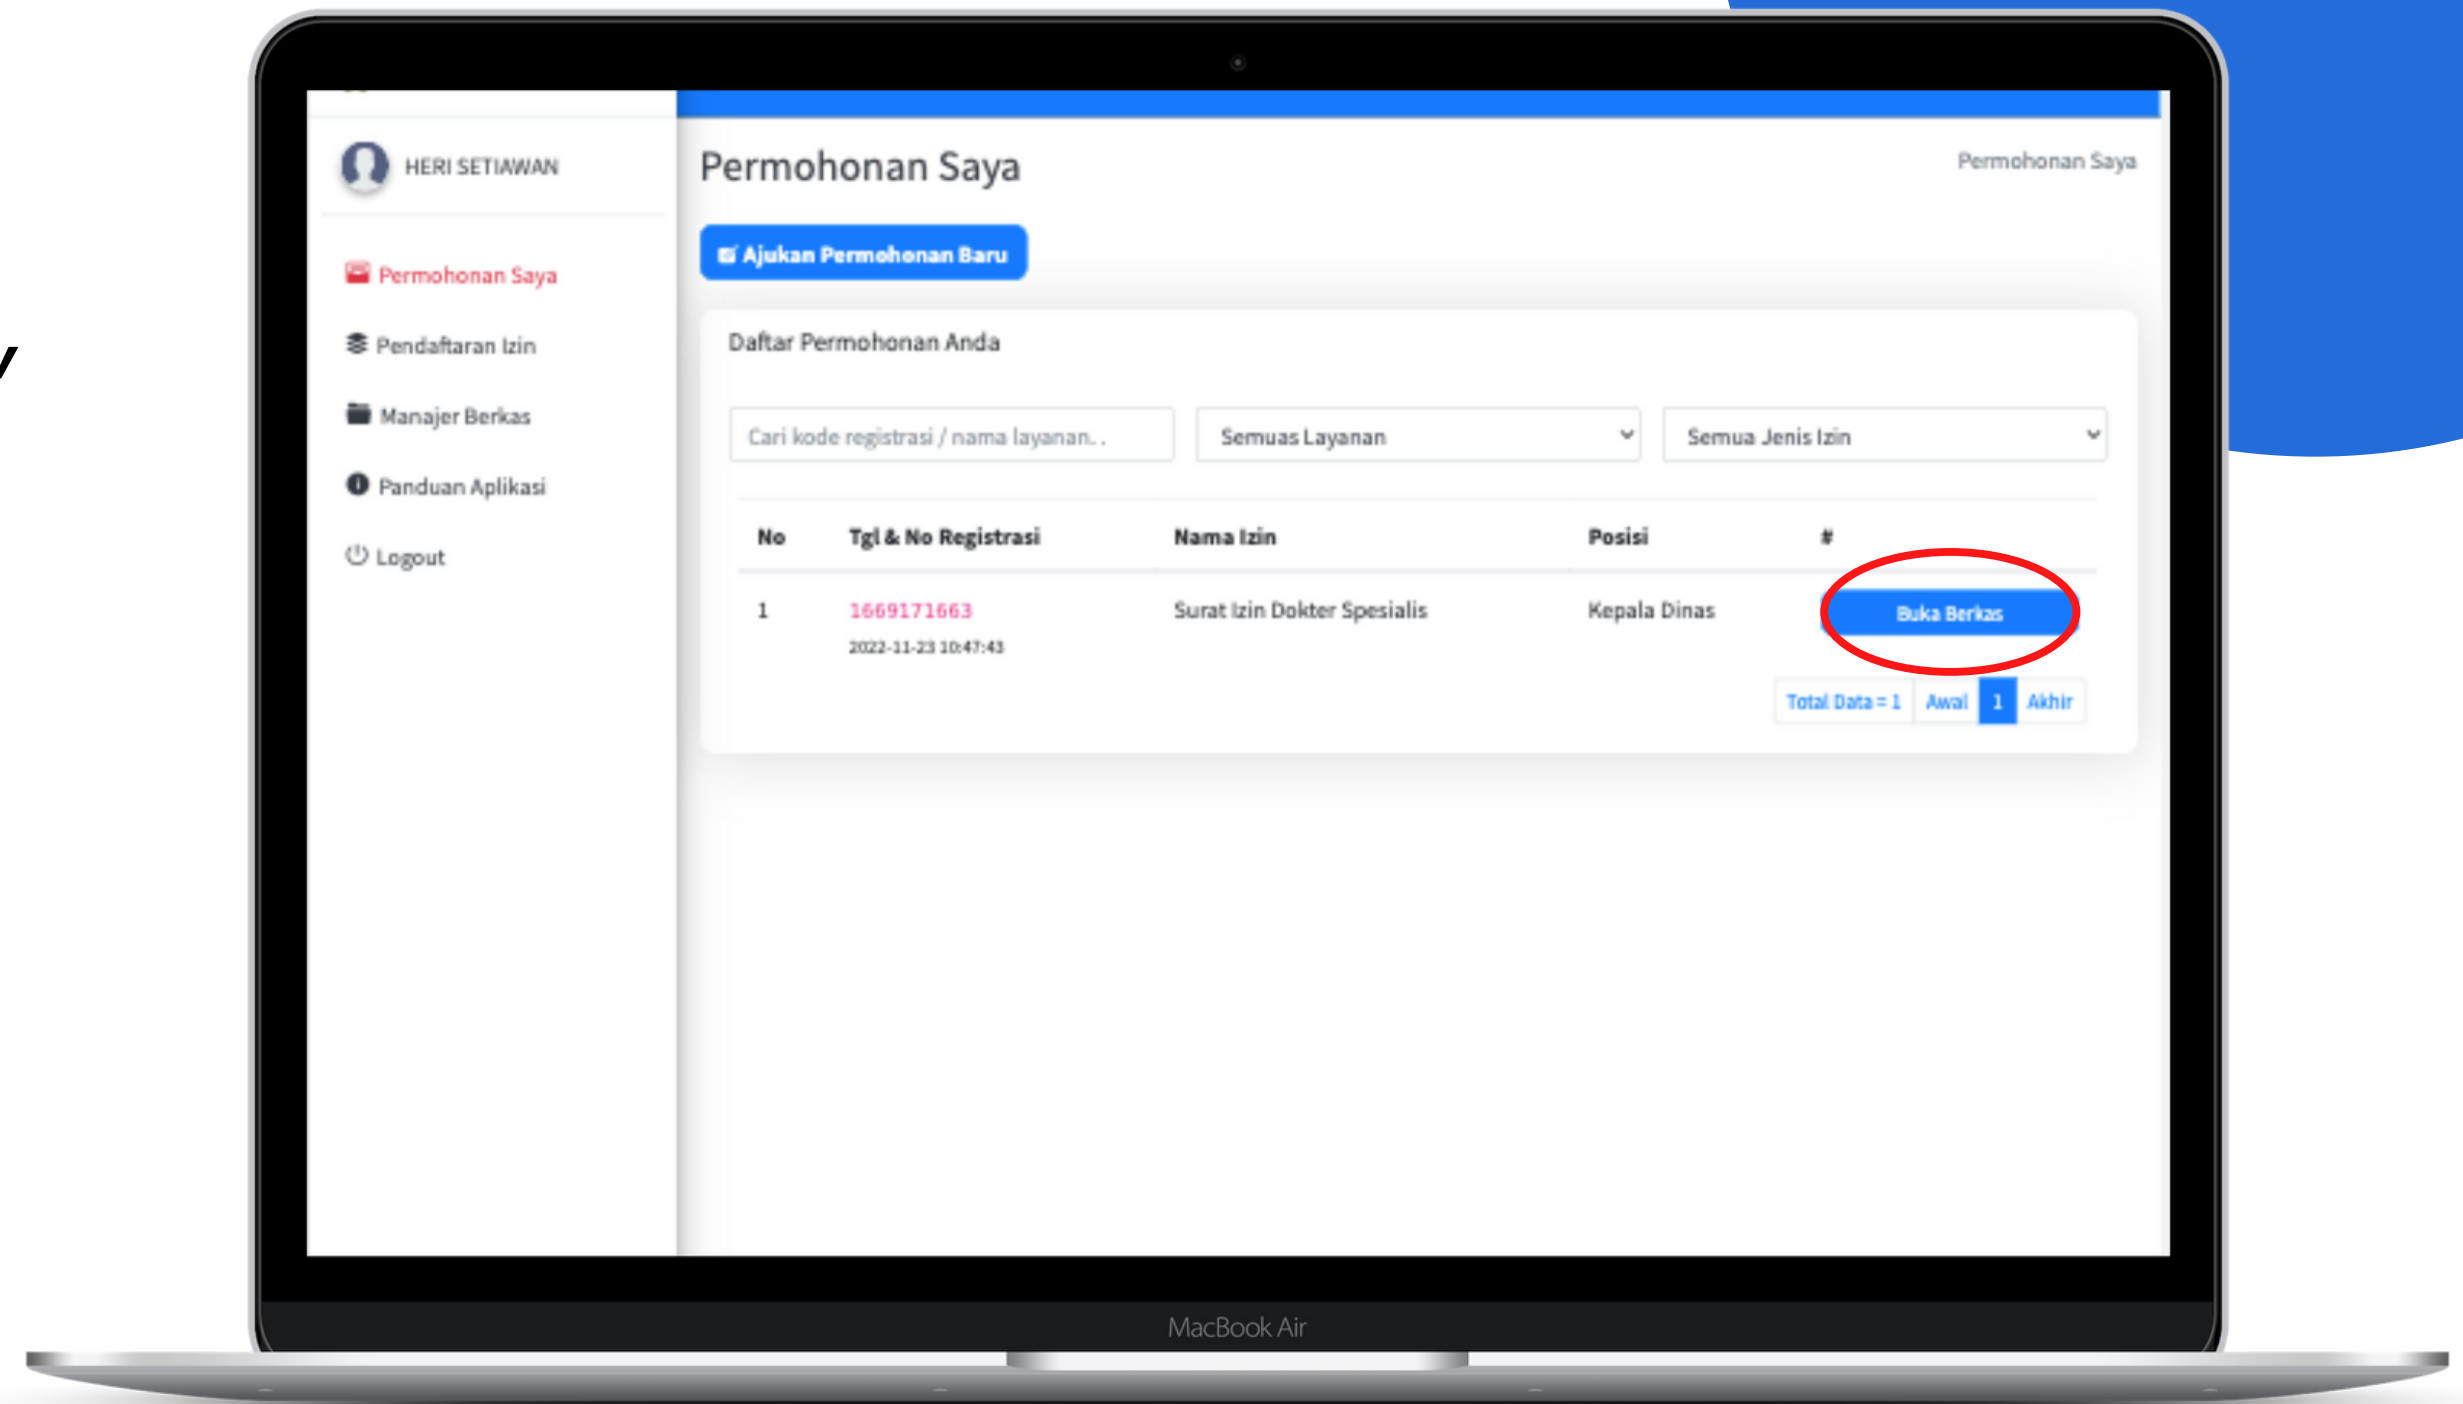 HERI SETIAWAN
Permohonan Saya
Pendaftaran Izin
Manajer Berkas
Panduan Aplikasi
Logout
Permohonan Saya
Permohonan Saya
Ajukan Permohonan Baru
Daftar Permohonan Anda
Cari kode registrasi / nama layanan. .
Semuas Layanan
Semua Jenis Izin
No Tgl & No Registrasi Nama Izin Posisi #
1 1669171663 Surat Izin Dokter Spesialis Kepala Dinas Buka Berkas
2022-11-23 10:47:43
Total Data = 1 Awal 1 Akhir
MacBook Air